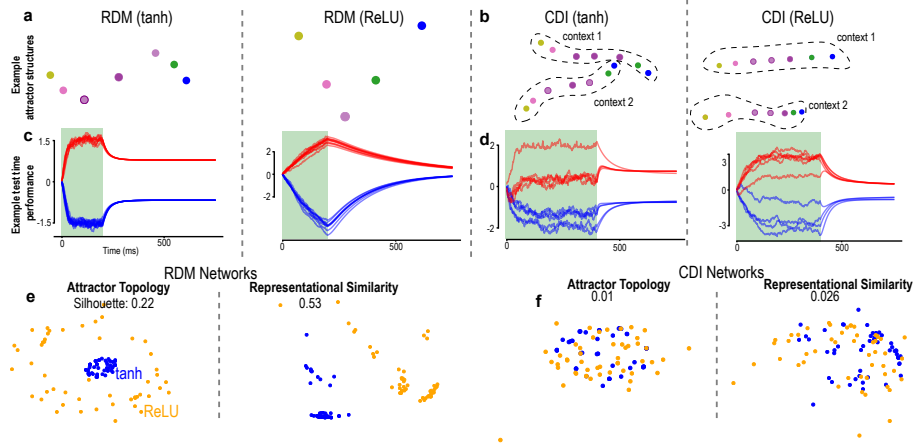 a
RDM (tanh)
RDM (ReLU)
b
CDI (tanh)
CDI (ReLU)
Example
attractor structures
context 1
context 2
context 1
context 2
c
d
Example test time
performance
1.5
0
-1.5
0
500
Time (ms)
2
0
-2
0
500
2
0
-2
0
500
3
0
-3
0
500
RDM Networks
CDI Networks
e
Attractor Topology
Silhouette: 0.22
Representational Similarity
0.53
tanh
ReLU
f
Attractor Topology
0.01
Representational Similarity
0.026